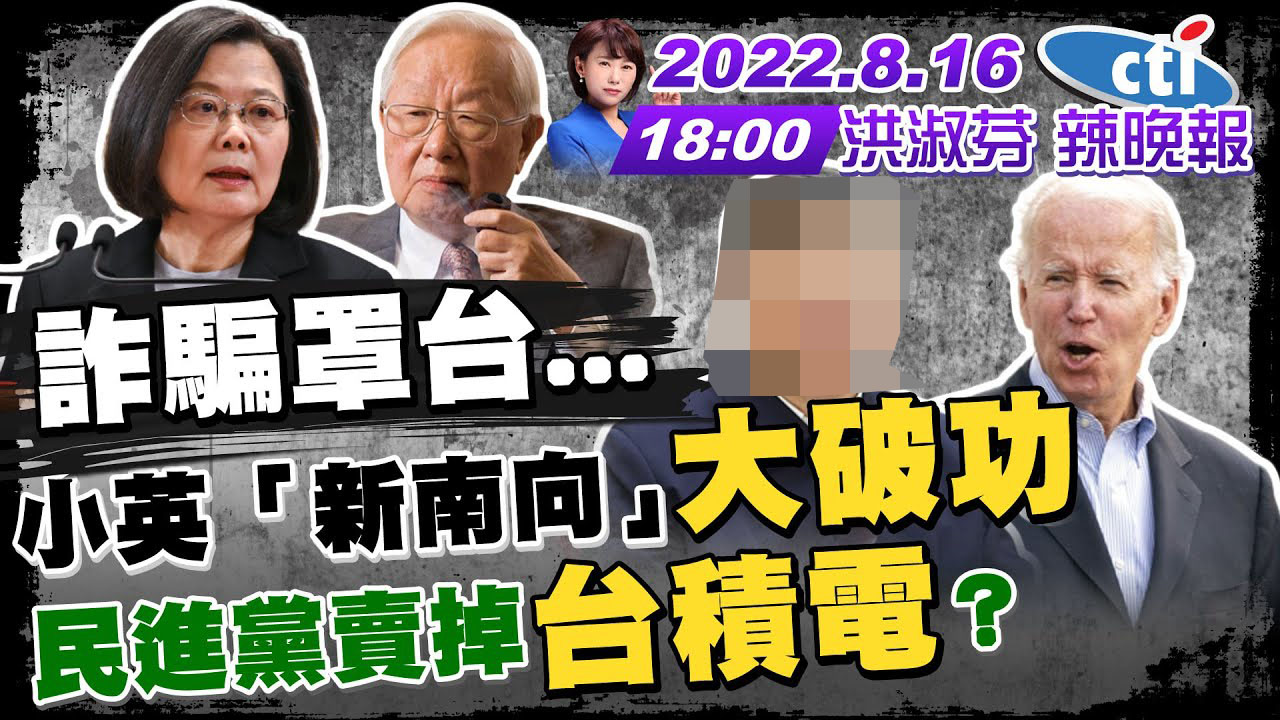 2022.8.16
cti
18:00 洪淑芬 辣晚報
詐騙罩台...
小英「新南向」大破功
民進黨賣掉台積電?